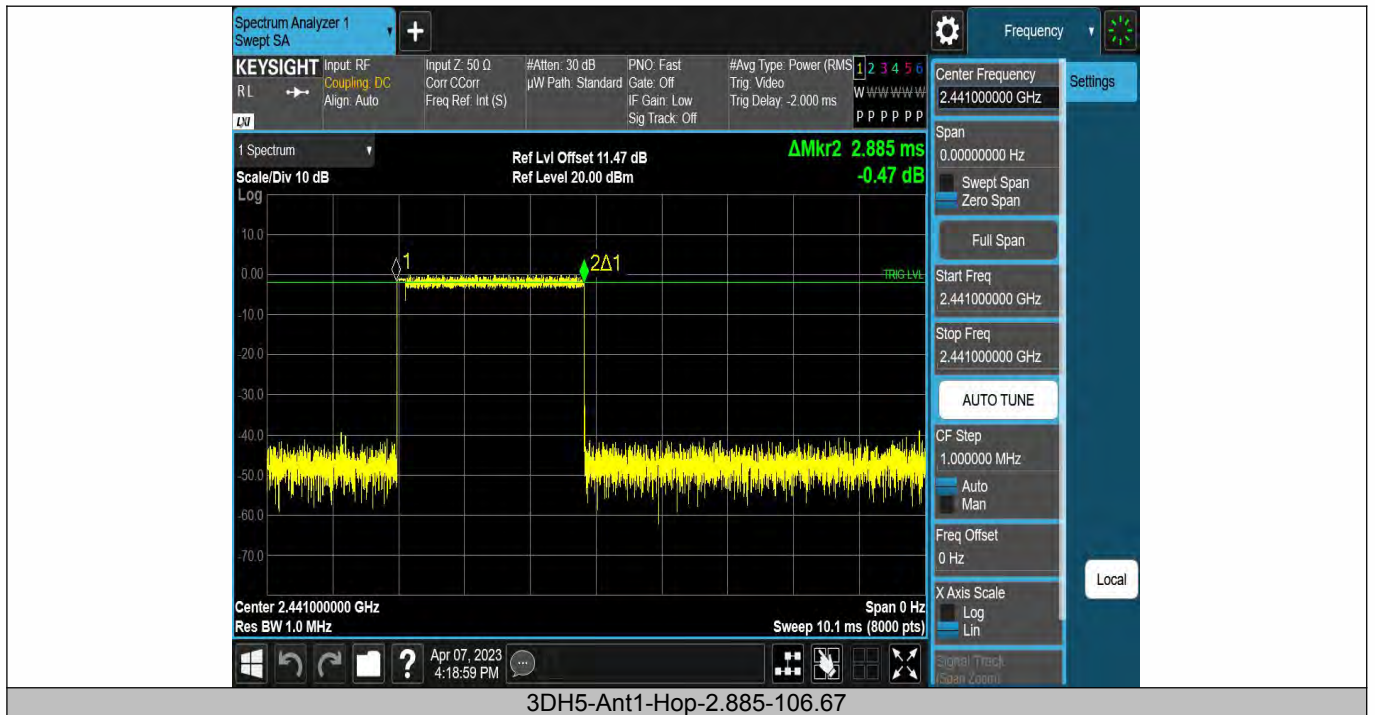 Spectrum Analyzer 1
Swept SA
+
Frequency
KEYSIGHT
RL
LXI
Input: RF
Coupling: DC
Align: Auto
Input Z: 50 Ω
Corr CCorr
Freq Ref: Int (S)
#Atten: 30 dB
µW Path: Standard
PNO: Fast
Gate: Off
IF Gain: Low
Sig Track: Off
#Avg Type: Power (RMS
Trig: Video
Trig Delay: -2.000 ms
1 2 3 4 5 6
W W W W W W
P P P P P P
1 Spectrum
Scale/Div 10 dB
Ref Lvl Offset 11.47 dB
Ref Level 20.00 dBm
ΔMkr2 2.885 ms
-0.47 dB
Log
10.0
0.00
-10.0
-20.0
-30.0
-40.0
-50.0
-60.0
-70.0
1
2Δ1
TRIG LVL
Center 2.441000000 GHz
Res BW 1.0 MHz
Span 0 Hz
Sweep 10.1 ms (8000 pts)
Center Frequency
2.441000000 GHz
Settings
Span
0.00000000 Hz
Swept Span
Zero Span
Full Span
Start Freq
2.441000000 GHz
Stop Freq
2.441000000 GHz
AUTO TUNE
CF Step
1.000000 MHz
Auto
Man
Freq Offset
0 Hz
X Axis Scale
Log
Lin
Signal Track
(Span Zoom)
Local
?
Apr 07, 2023
4:18:59 PM
3DH5-Ant1-Hop-2.885-106.67